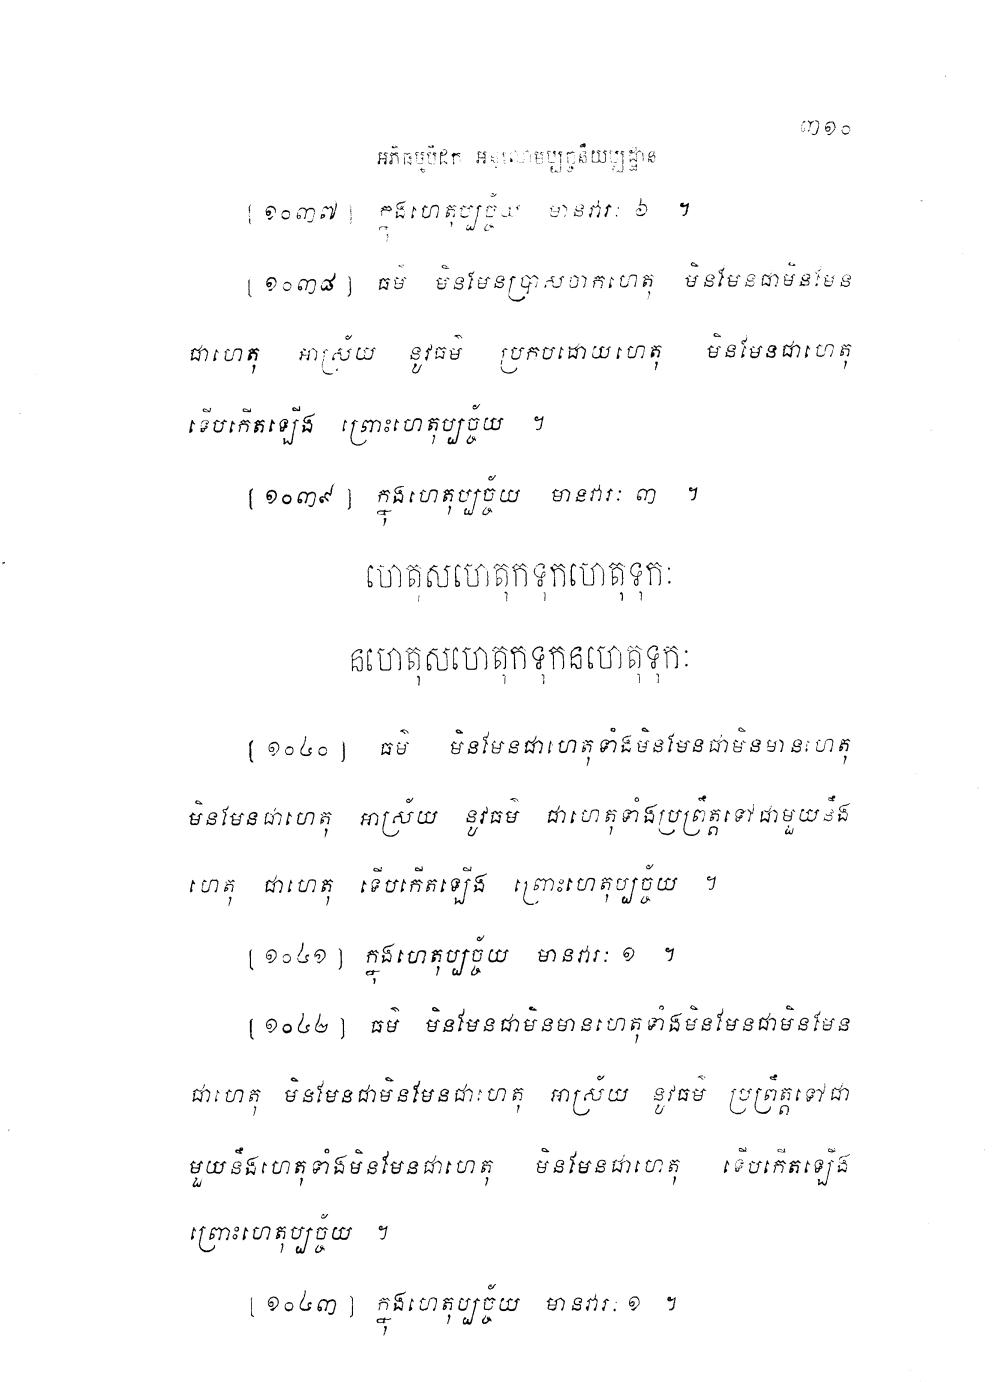 ៣១០
អភិធម្មបិដក អនុលោមប្បច្ចនីយប្បដ្ឋាន
[១០៣៧] ក្នុងហេតុប្បច្ច័យ មានវារៈ ៦ ។
[១០៣៨] ធម៌ មិនមែនប្រាសចាកហេតុ មិនមែនជាមិនមែន
ជាហេតុ អាស្រ័យ នូវធម៌ ប្រកបដោយហេតុ មិនមែនជាហេតុ
ទើបកើតឡើង ព្រោះហេតុប្បច្ច័យ ។
[១០៣៩] ក្នុងហេតុប្បច្ច័យ មានវារៈ ៣ ។
ហេតុសហេតុកទុកហេតុទុកៈ
នហេតុសហេតុកទុកនហេតុទុកៈ
[១០៤០] ធម៌ មិនមែនជាហេតុទាំងមិនមែនជាមិនមានហេតុ
មិនមែនជាហេតុ អាស្រ័យ នូវធម៌ ជាហេតុទាំងប្រព្រឹត្តទៅជាមួយនឹង
ហេតុ ជាហេតុ ទើបកើតឡើង ព្រោះហេតុប្បច្ច័យ ។
[១០៤១] ក្នុងហេតុប្បច្ច័យ មានវារៈ ១ ។
[១០៤២] ធម៌ មិនមែនជាមិនមានហេតុទាំងមិនមែនជាមិនមែន
ជាហេតុ មិនមែនជាមិនមែនជាហេតុ អាស្រ័យ នូវធម៌ ប្រព្រឹត្តទៅជា
មួយនឹងហេតុទាំងមិនមែនជាហេតុ មិនមែនជាហេតុ ទើបកើតឡើង
ព្រោះហេតុប្បច្ច័យ ។
[១០៤៣] ក្នុងហេតុប្បច្ច័យ មានវារៈ ១ ។